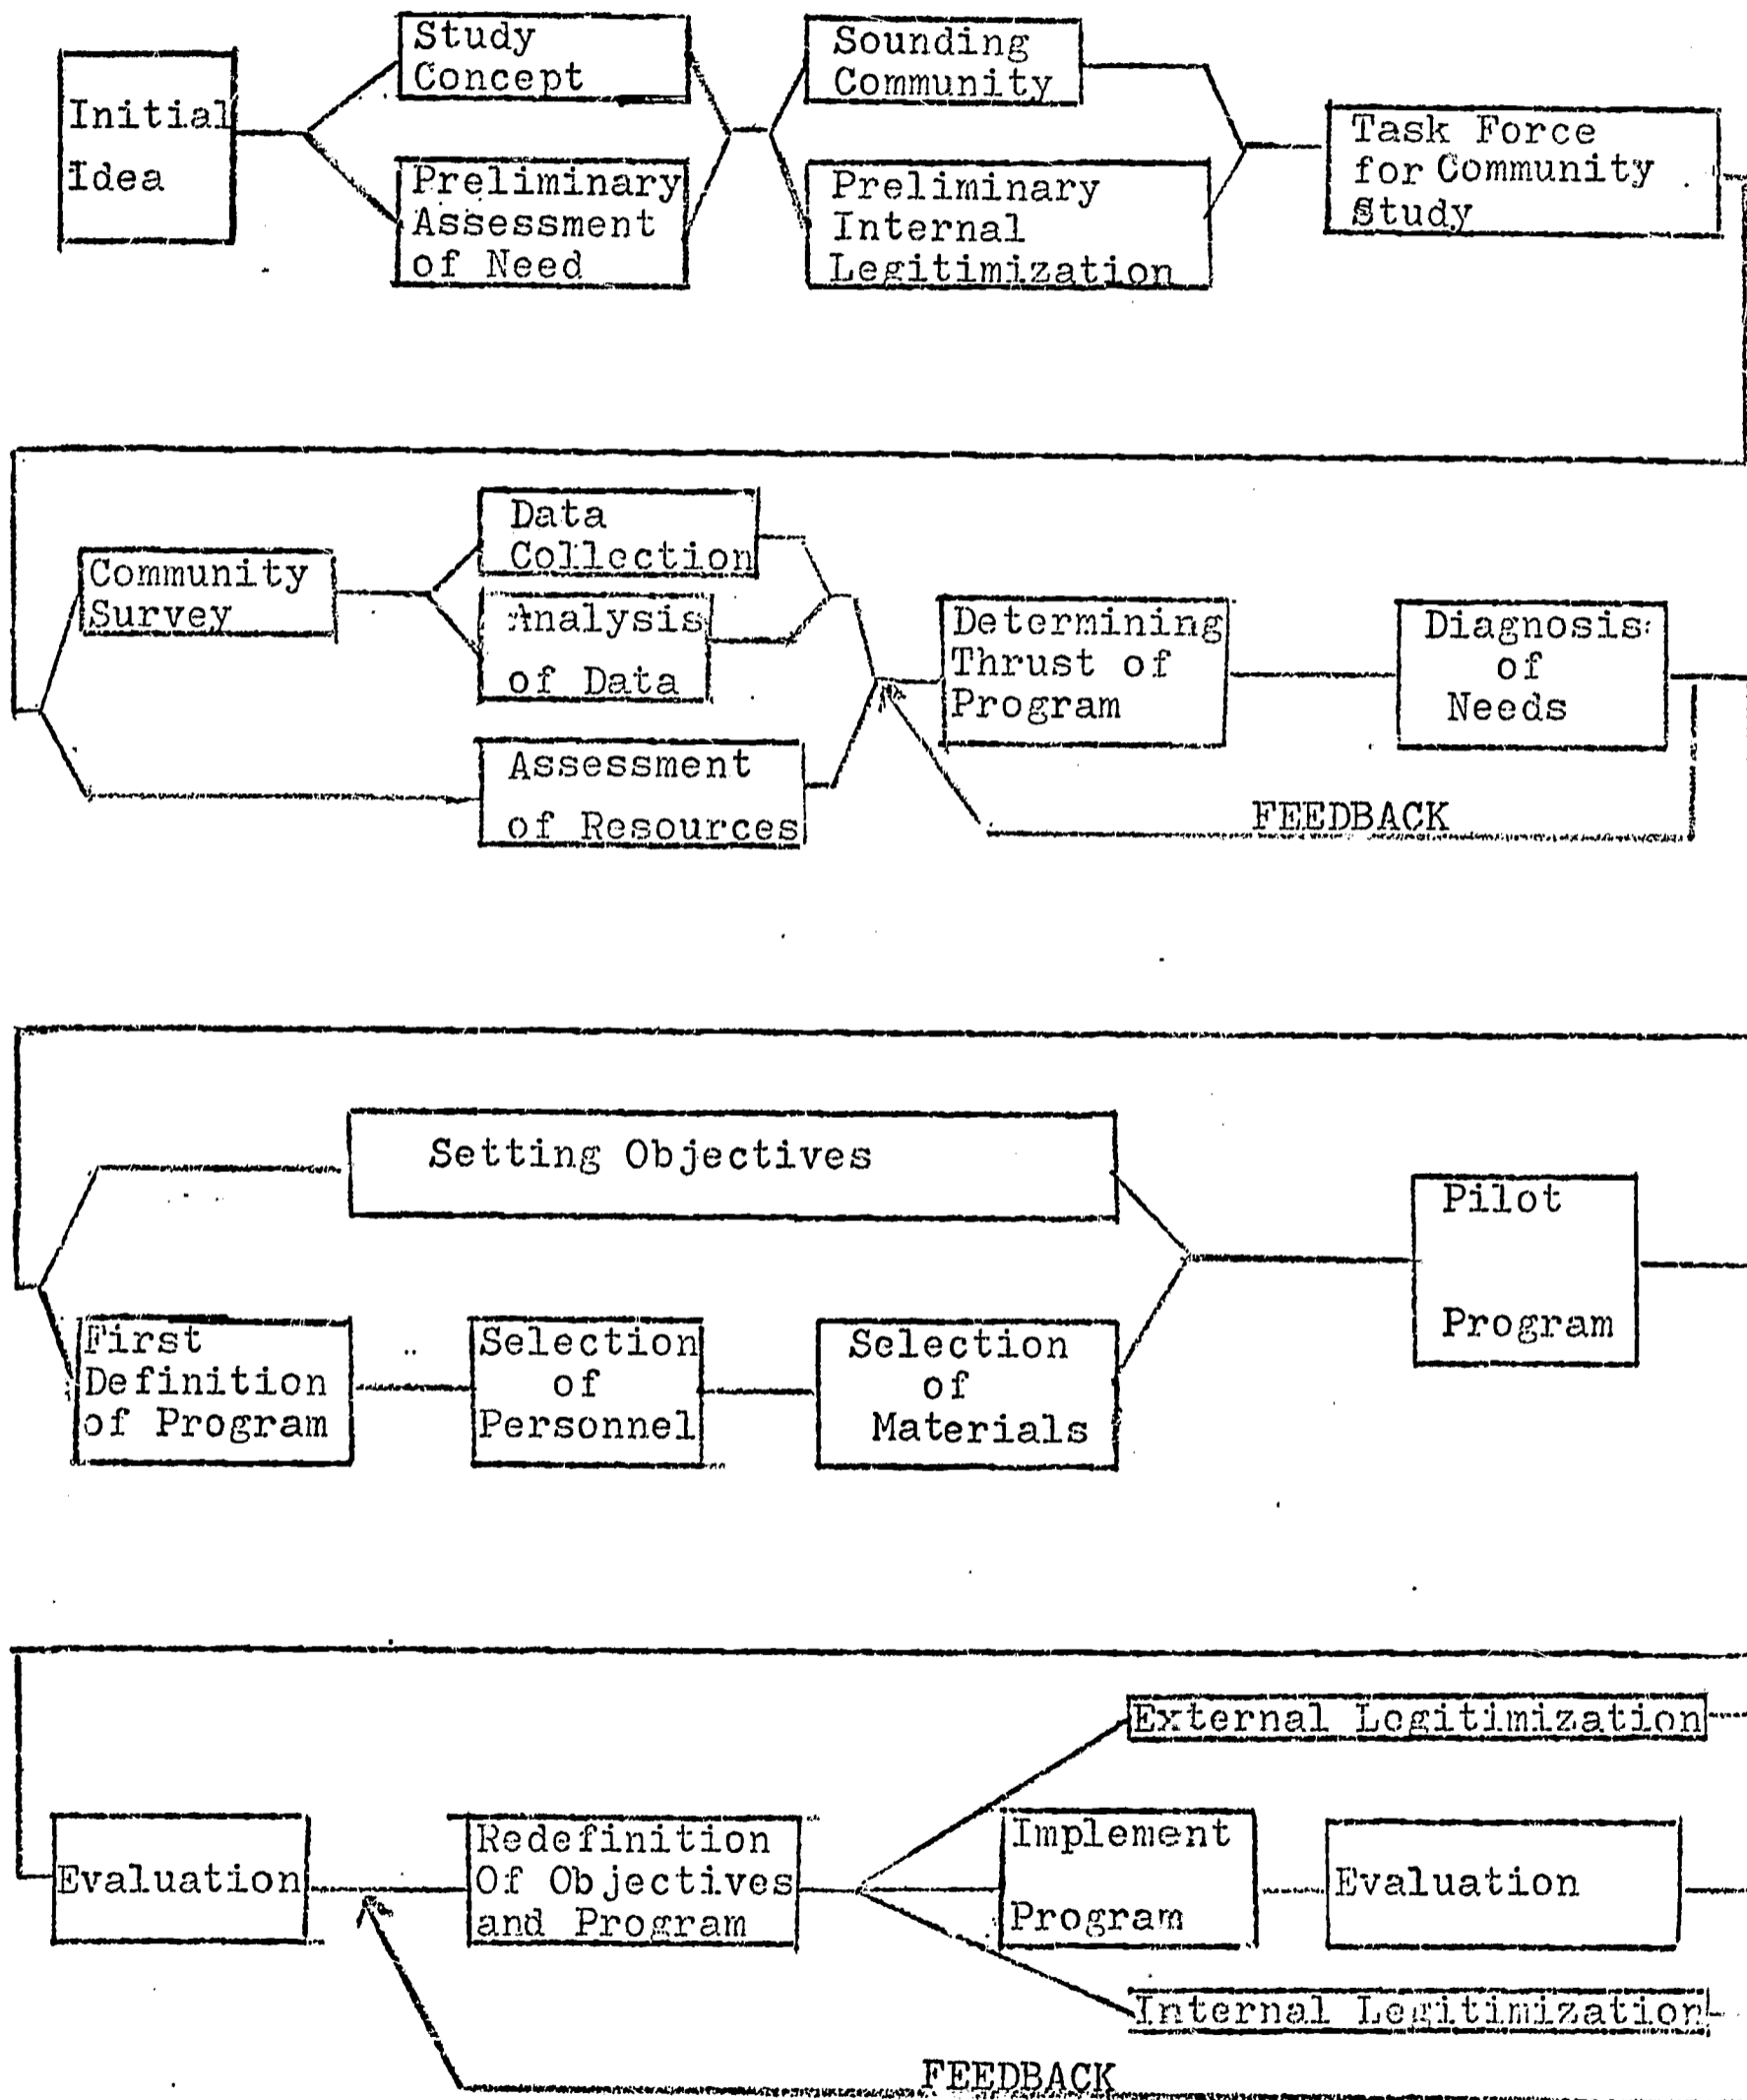 Initial
Idea
Study
Concept
Preliminary
Assessment
of Need
Sounding
Community
Preliminary
Internal
Legitimization
Task Force
for Community
Study
Community
Survey
Data
Collection
Analysis
of Data
Assessment
of Resources
Determining
Thrust of
Program
Diagnosis
of
Needs
FEEDBACK
Setting Objectives
First
Definition
of Program
Selection
of
Personnel
Selection
of
Materials
Pilot
Program
Evaluation
Redefinition
Of Objectives
and Program
External Legitimization
Implement
Program
Evaluation
Internal Legitimization
FEEDBACK